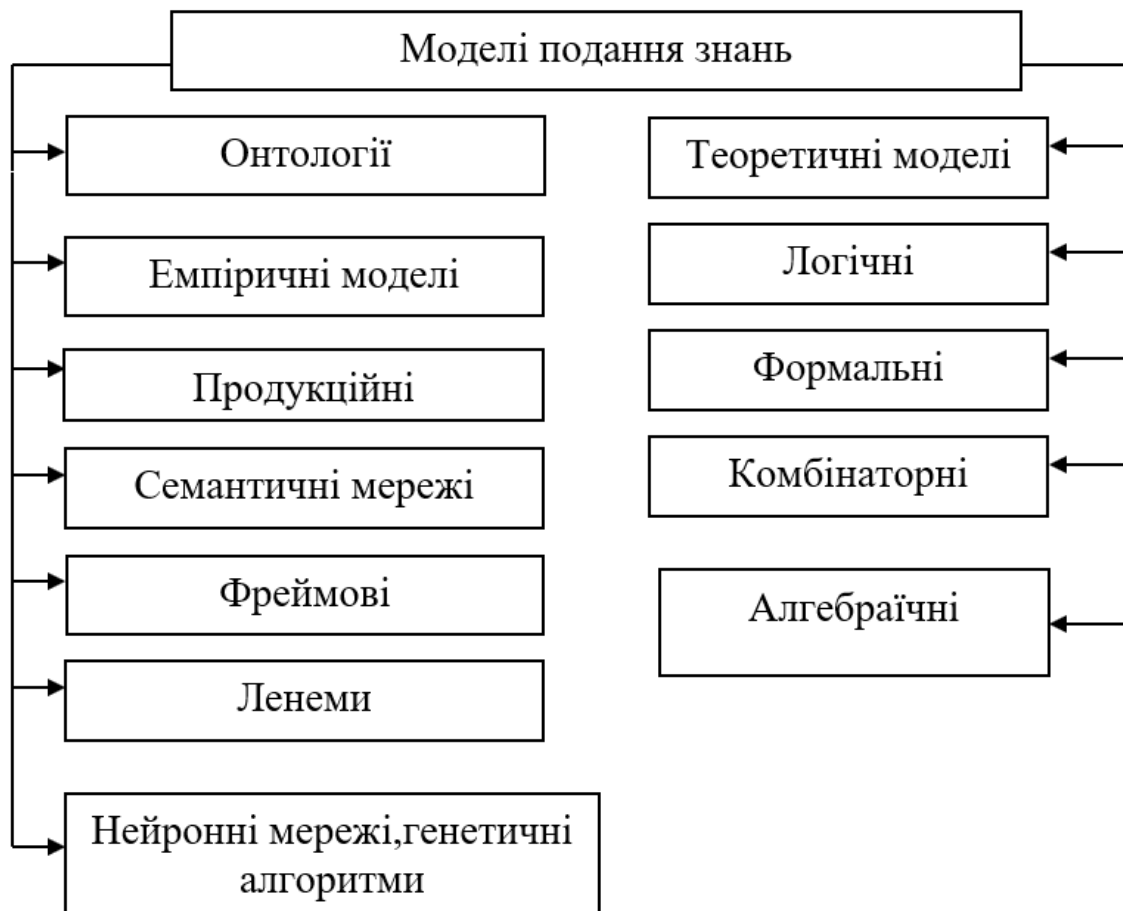 Моделі подання знань
Онтології
Емпіричні моделі
Продукційні
Семантичні мережі
Фреймові
Ленеми
Нейронні мережі,генетичні
алгоритми
Теоретичні моделі
Логічні
Формальні
Комбінаторні
Алгебраїчні